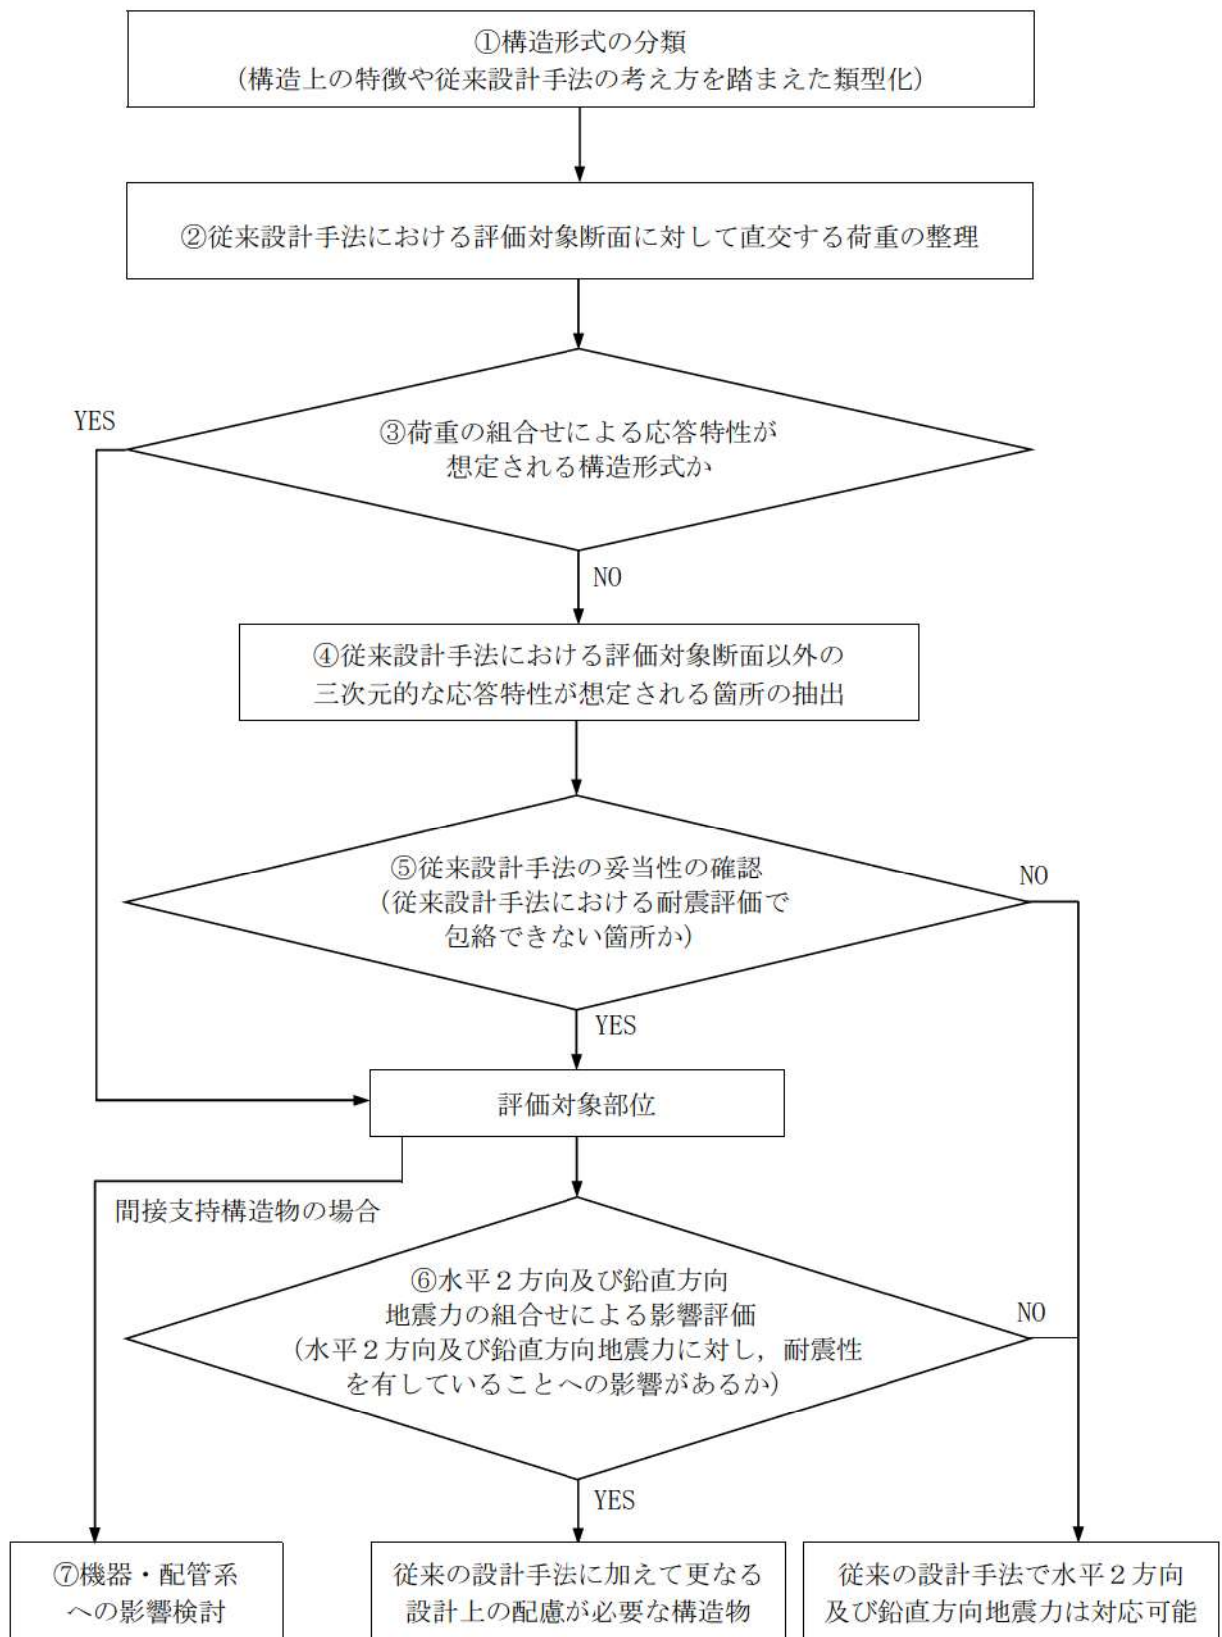 ①構造形式の分類
(構造上の特徴や従来設計手法の考え方を踏まえた類型化)
②従来設計手法における評価対象断面に対して直交する荷重の整理
YES
③荷重の組合せによる応答特性が
想定される構造形式か
NO
④従来設計手法における評価対象断面以外の
三次元的な応答特性が想定される箇所の抽出
⑤従来設計手法の妥当性の確認
(従来設計手法における耐震評価で
包絡できない箇所か)
NO
YES
評価対象部位
間接支持構造物の場合
⑥水平2方向及び鉛直方向
地震力の組合せによる影響評価
(水平2方向及び鉛直方向地震力に対し,耐震性
を有していることへの影響があるか)
NO
YES
⑦機器・配管系
への影響検討
従来の設計手法に加えて更なる
設計上の配慮が必要な構造物
従来の設計手法で水平2方向
及び鉛直方向地震力は対応可能